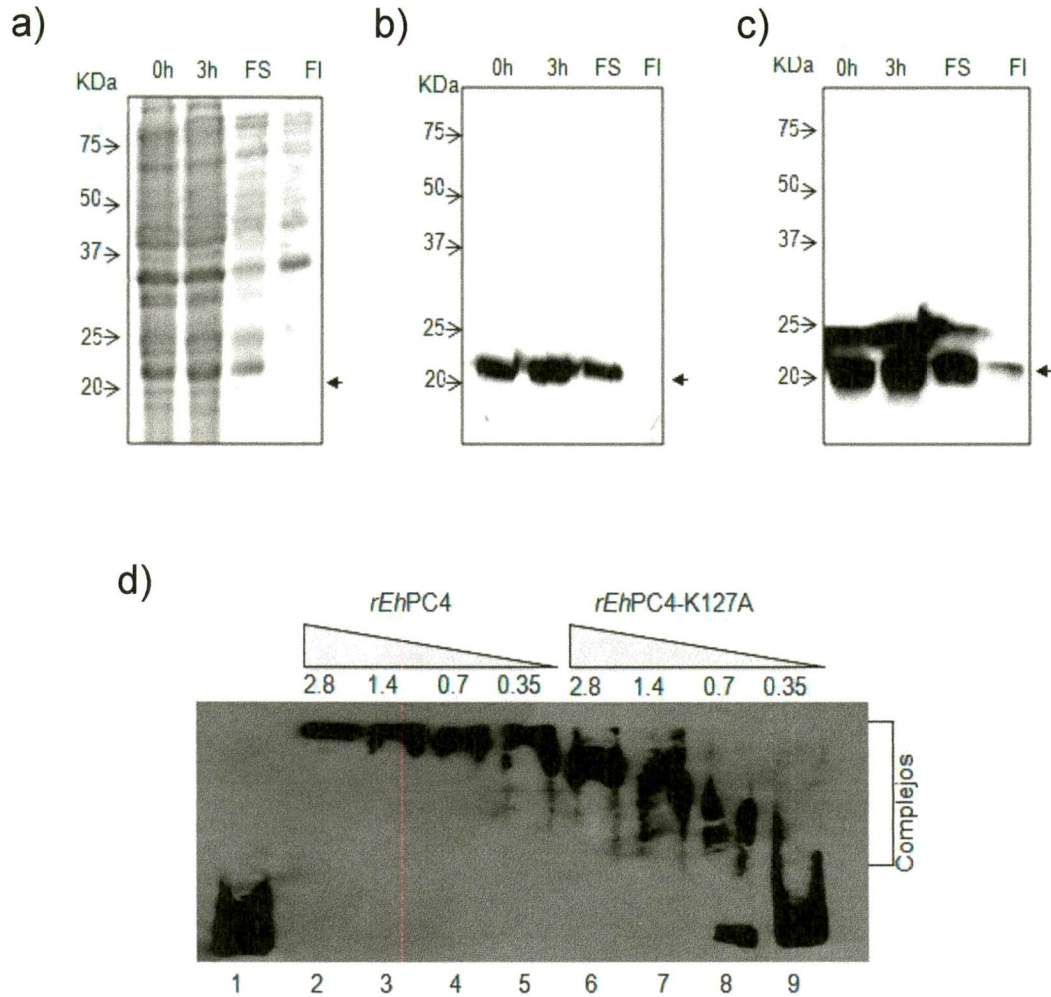 a)
0h 3h FS FI
KDa
75
50
37
25
20
b)
0h 3h FS FI
KDa
75
50
37
25
20
c)
KDa 0h 3h FS FI
75
50
37
25
20
d)
rEhPC4 rEhPC4-K127A
2.8 1.4 0.7 0.35 2.8 1.4 0.7 0.35
Complejos
1 2 3 4 5 6 7 8 9